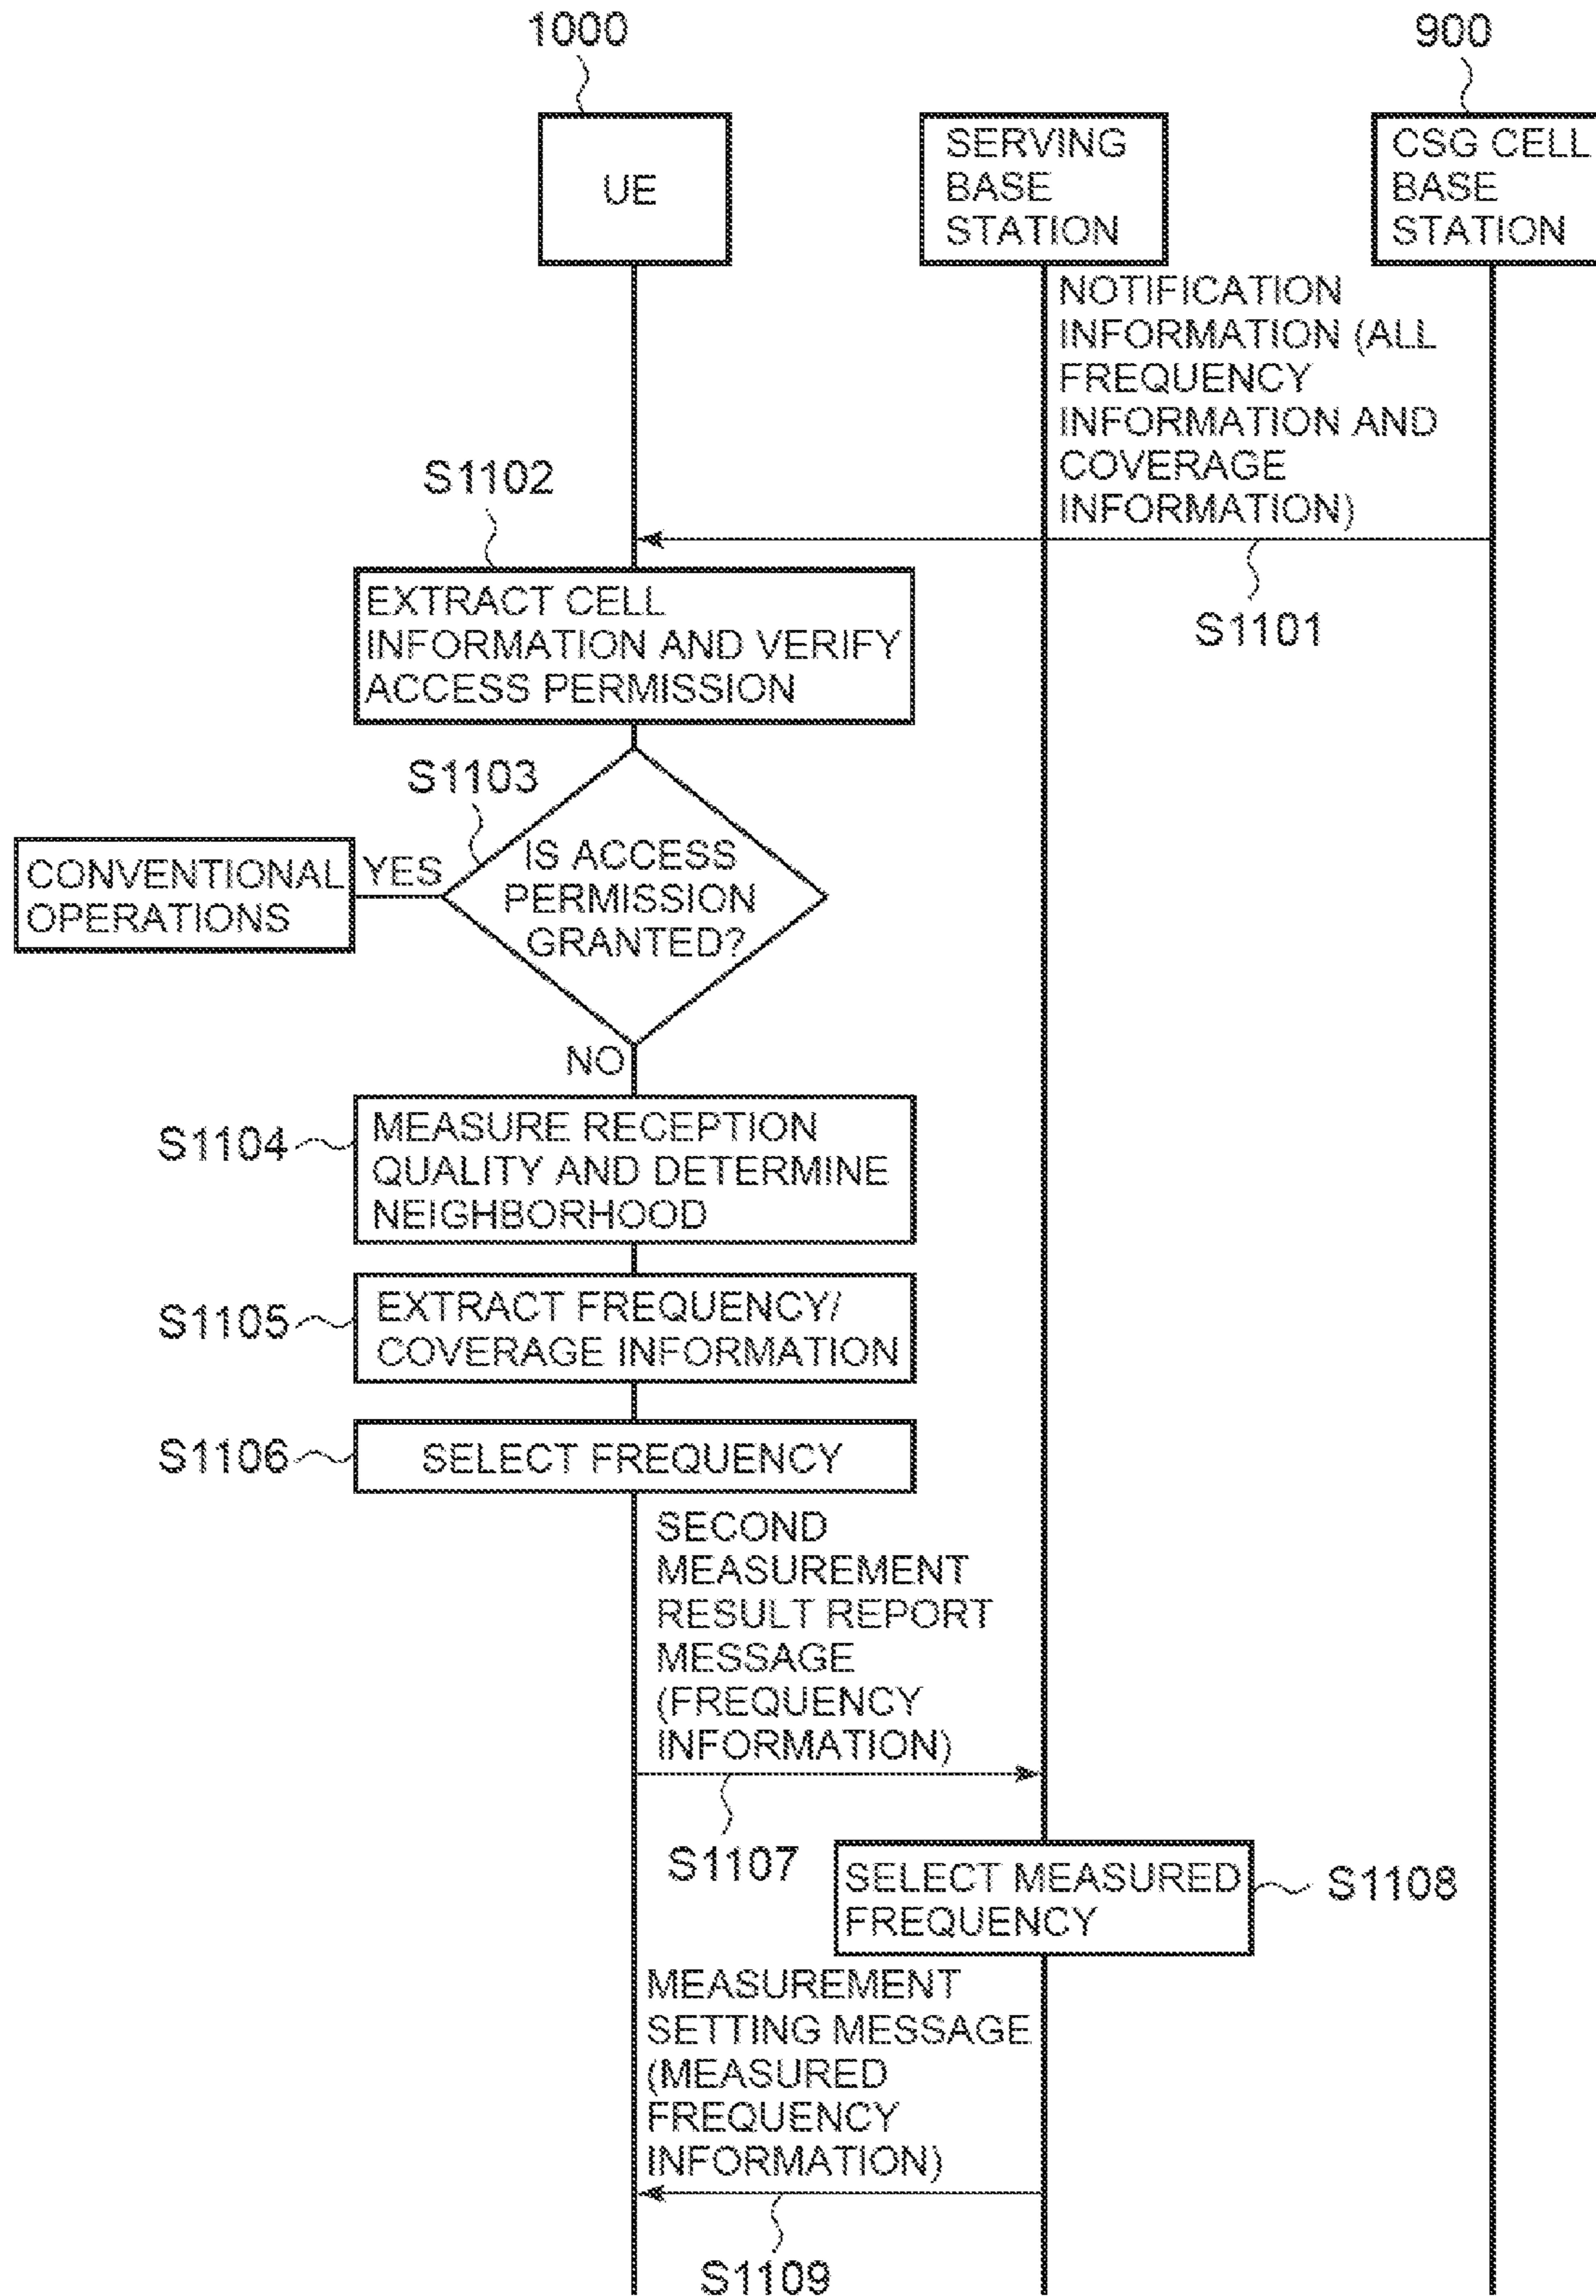 1000
900
UE
SERVING
BASE
STATION
CSG CELL
BASE
STATION
NOTIFICATION
INFORMATION (ALL
FREQUENCY
INFORMATION AND
COVERAGE
INFORMATION)
S1101
S1102
EXTRACT CELL
INFORMATION AND VERIFY
ACCESS PERMISSION
S1103
IS ACCESS
PERMISSION
GRANTED?
YES
CONVENTIONAL
OPERATIONS
NO
S1104
MEASURE RECEPTION
QUALITY AND DETERMINE
NEIGHBORHOOD
S1105
EXTRACT FREQUENCY/
COVERAGE INFORMATION
S1106
SELECT FREQUENCY
SECOND
MEASUREMENT
RESULT REPORT
MESSAGE
(FREQUENCY
INFORMATION)
S1107
SELECT MEASURED
FREQUENCY
S1108
MEASUREMENT
SETTING MESSAGE
(MEASURED
FREQUENCY
INFORMATION)
S1109